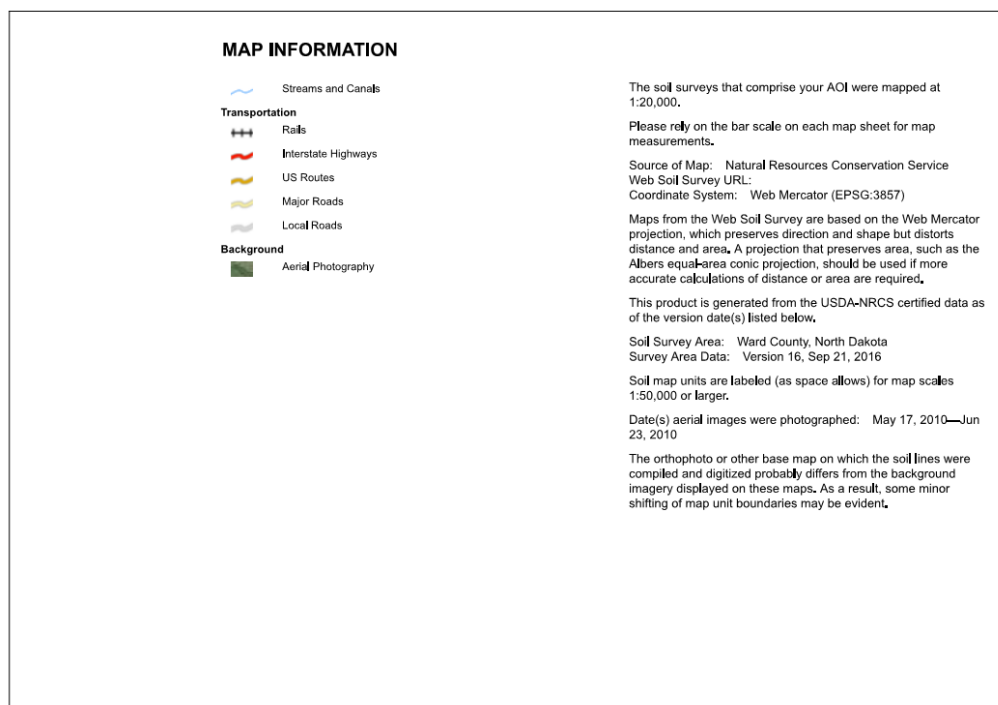 MAP INFORMATION
Streams and Canals
Transportation
Rails
Interstate Highways
US Routes
Major Roads
Local Roads
Background
Aerial Photography
The soil surveys that comprise your AOI were mapped at
1:20,000.
Please rely on the bar scale on each map sheet for map
measurements.
Source of Map: Natural Resources Conservation Service
Web Soil Survey URL:
Coordinate System: Web Mercator (EPSG:3857)
Maps from the Web Soil Survey are based on the Web Mercator
projection, which preserves direction and shape but distorts
distance and area. A projection that preserves area, such as the
Albers equal-area conic projection, should be used if more
accurate calculations of distance or area are required.
This product is generated from the USDA-NRCS certified data as
of the version date(s) listed below.
Soil Survey Area: Ward County, North Dakota
Survey Area Data: Version 16, Sep 21, 2016
Soil map units are labeled (as space allows) for map scales
1:50,000 or larger.
Date(s) aerial images were photographed: May 17, 2010—Jun
23, 2010
The orthophoto or other base map on which the soil lines were
compiled and digitized probably differs from the background
imagery displayed on these maps. As a result, some minor
shifting of map unit boundaries may be evident.